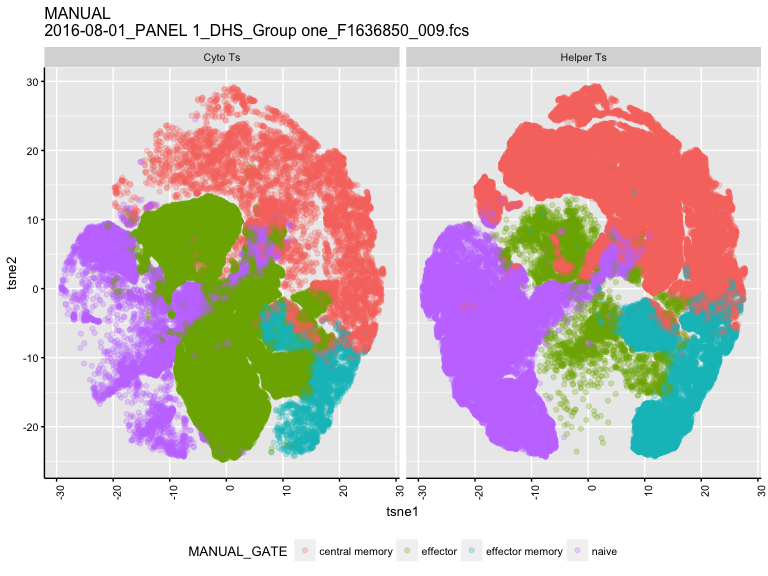 MANUAL
2016-08-01_PANEL 1_DHS_Group one_F1636850_009.fcs
Cyto Ts
Helper Ts
30
20
10
0
-10
-20
tsne2
-30
-20
-10
0
10
20
30
-30
-20
-10
0
10
20
30
tsne1
MANUAL_GATE central memory effector effector memory naive